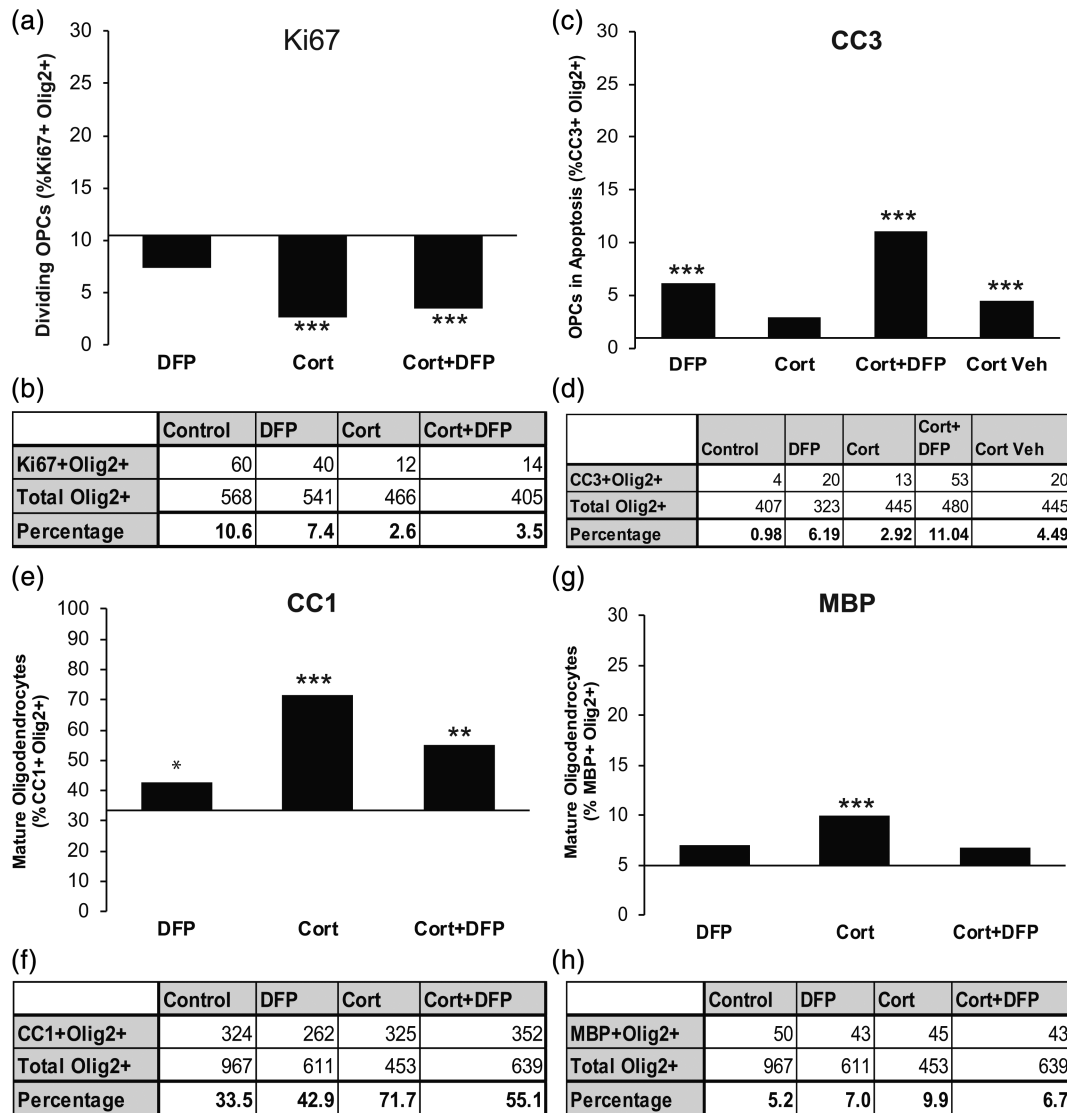 (a)
Ki67
30
25
20
15
10
5
0
Dividing OPCs (%Ki67+ Olig2+)
***
***
DFP Cort Cort+DFP
(c)
CC3
30
25
20
15
10
5
0
OPCs in Apoptosis (%CC3+ Olig2+)
***
***
***
DFP Cort Cort+DFP Cort Veh
(b)
Control DFP Cort Cort+DFP
Ki67+Olig2+ 60 40 12 14
Total Olig2+ 568 541 466 405
Percentage 10.6 7.4 2.6 3.5
(d)
Control DFP Cort Cort+ DFP Cort Veh
CC3+Olig2+ 4 20 13 53 20
Total Olig2+ 407 323 445 480 445
Percentage 0.98 6.19 2.92 11.04 4.49
(e)
CC1
100
90
80
70
60
50
40
30
20
10
0
Mature Oligodendrocytes
(% CC1+ Olig2+)
*
***
**
DFP Cort Cort+DFP
(g)
MBP
30
25
20
15
10
5
0
Mature Oligodendrocytes
(% MBP+ Olig2+)
***
DFP Cort Cort+DFP
(f)
Control DFP Cort Cort+DFP
CC1+Olig2+ 324 262 325 352
Total Olig2+ 967 611 453 639
Percentage 33.5 42.9 71.7 55.1
(h)
Control DFP Cort Cort+DFP
MBP+Olig2+ 50 43 45 43
Total Olig2+ 967 611 453 639
Percentage 5.2 7.0 9.9 6.7